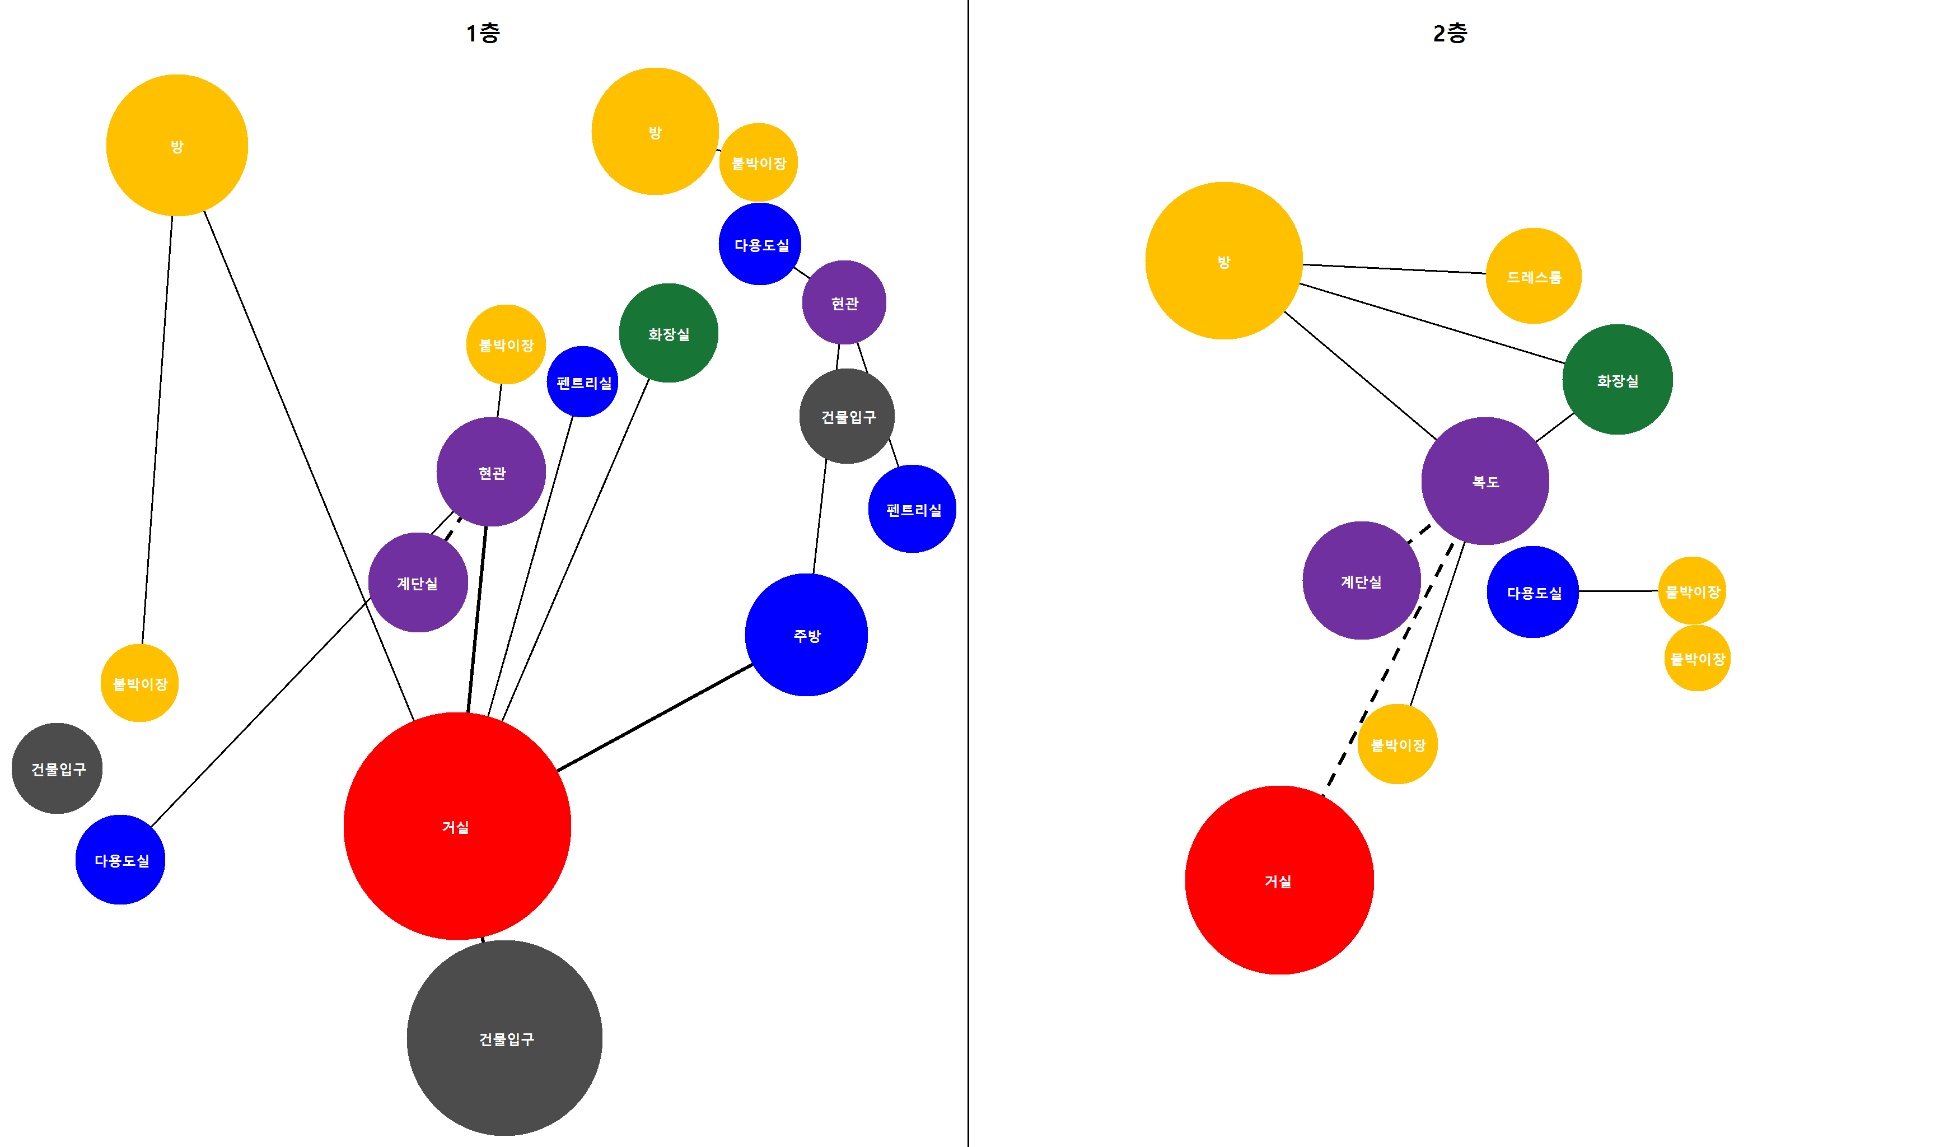 1층
방
방
붙박이장
다용도실
현관
붙박이장
펜트리실
화장실
건물입구
현관
펜트리실
계단실
주방
붙박이장
건물입구
거실
다용도실
건물입구
2층
방
드레스룸
화장실
복도
계단실
다용도실
붙박이장
붙박이장
붙박이장
거실